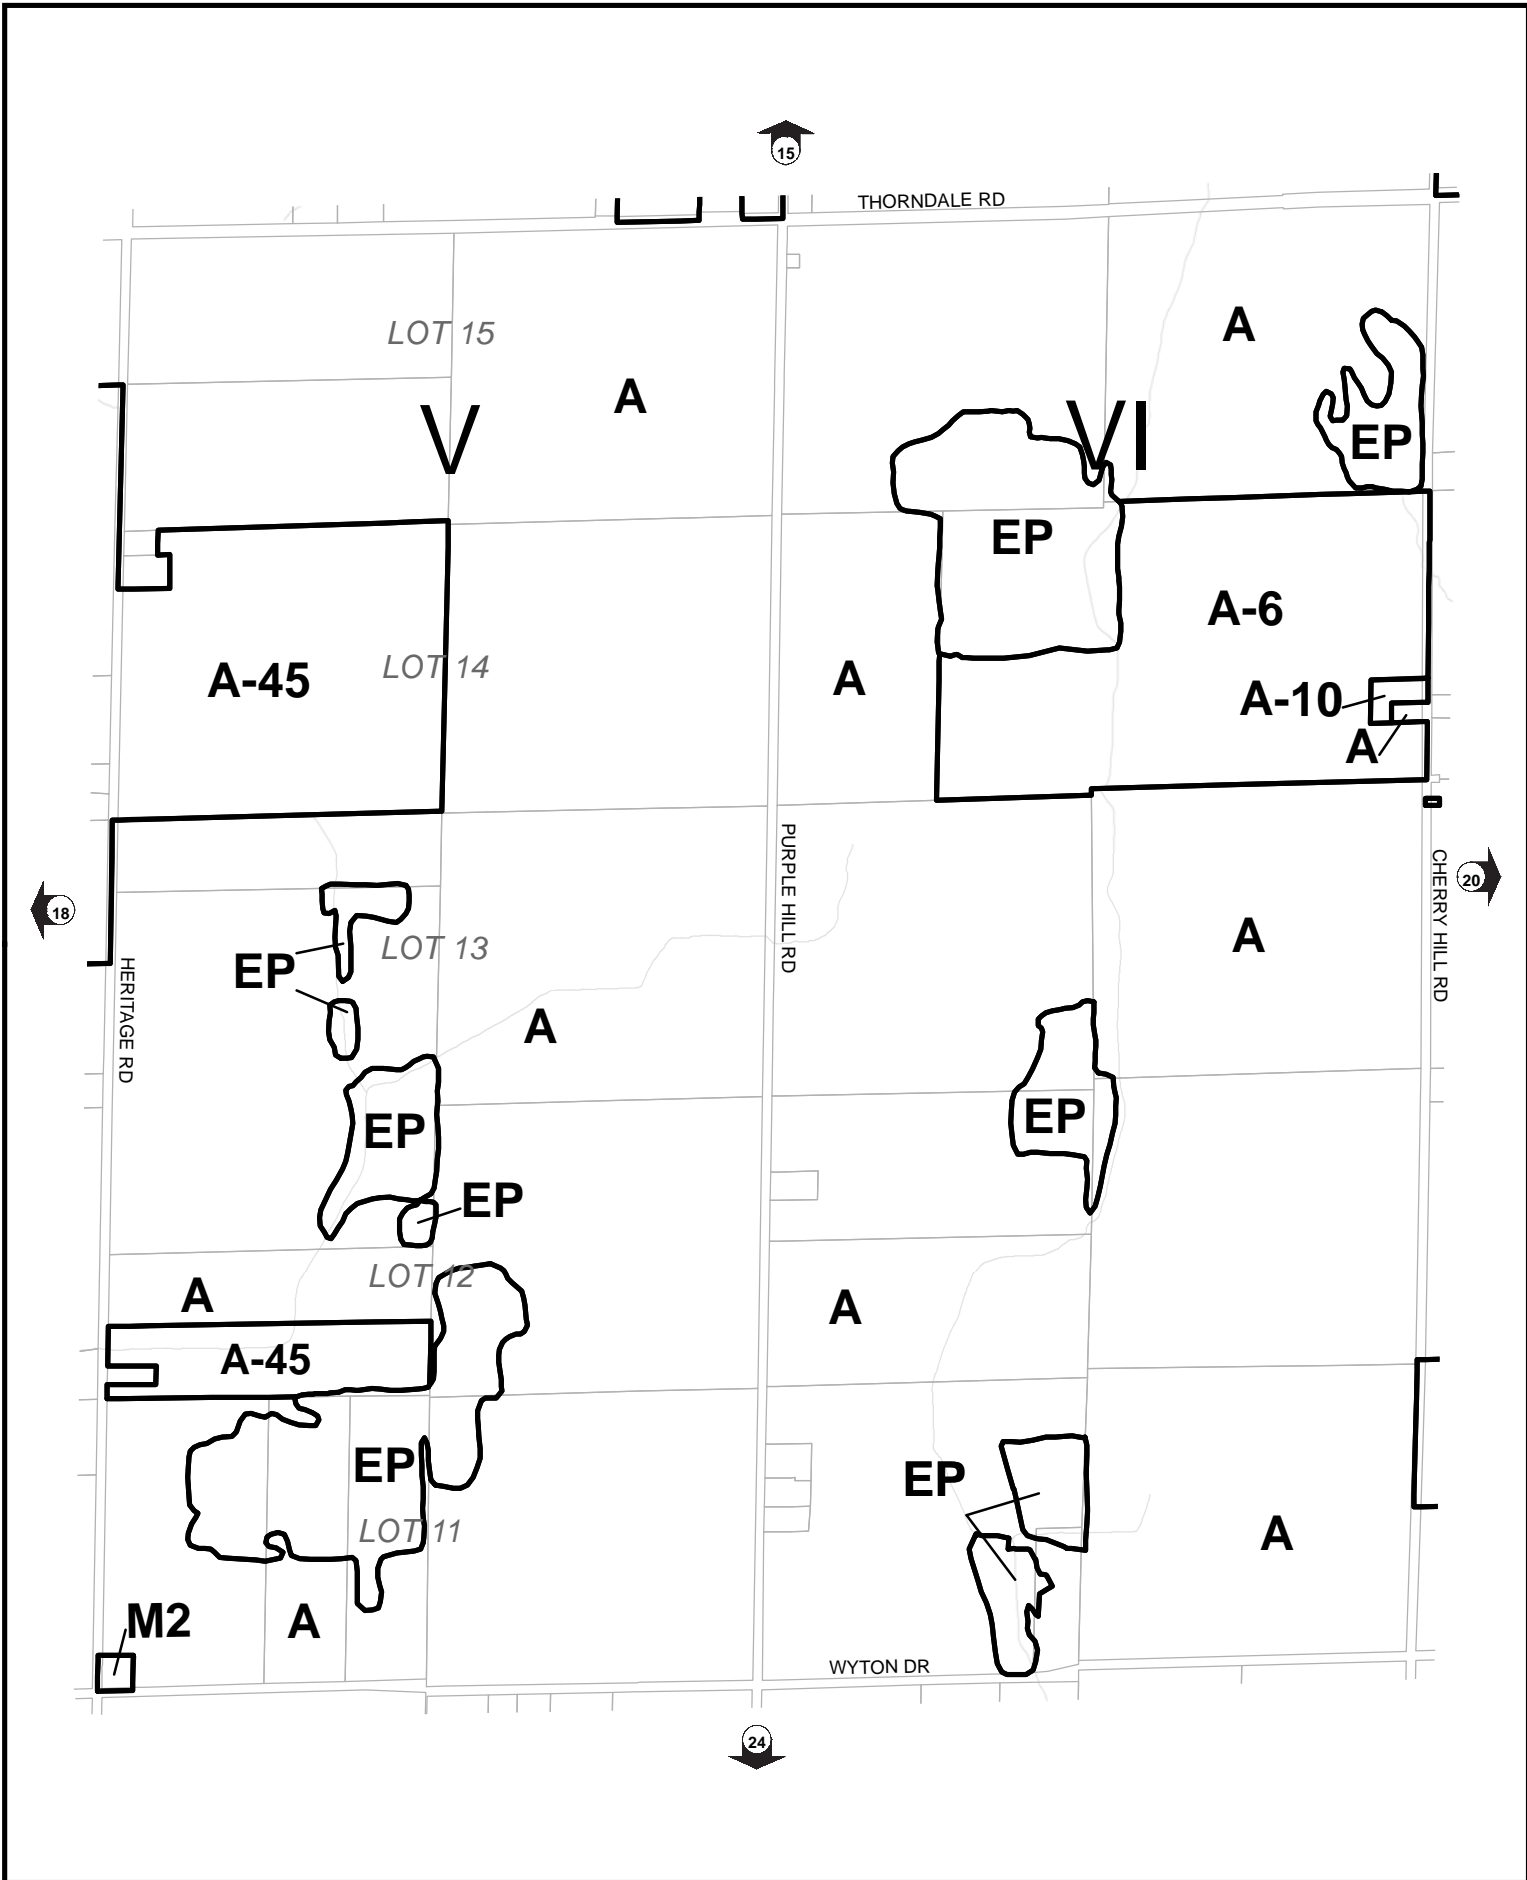 15
THORNDALE RD
LOT 15
A
A
V
VI
EP
EP
A-6
A-45
LOT 14
A
A-10
A
PURPLE HILL RD
CHERRY HILL RD
20
18
HERITAGE RD
LOT 13
EP
A
A
EP
EP
EP
LOT 12
A
A
A-45
EP
EP
LOT 11
A
M2
A
WYTON DR
24